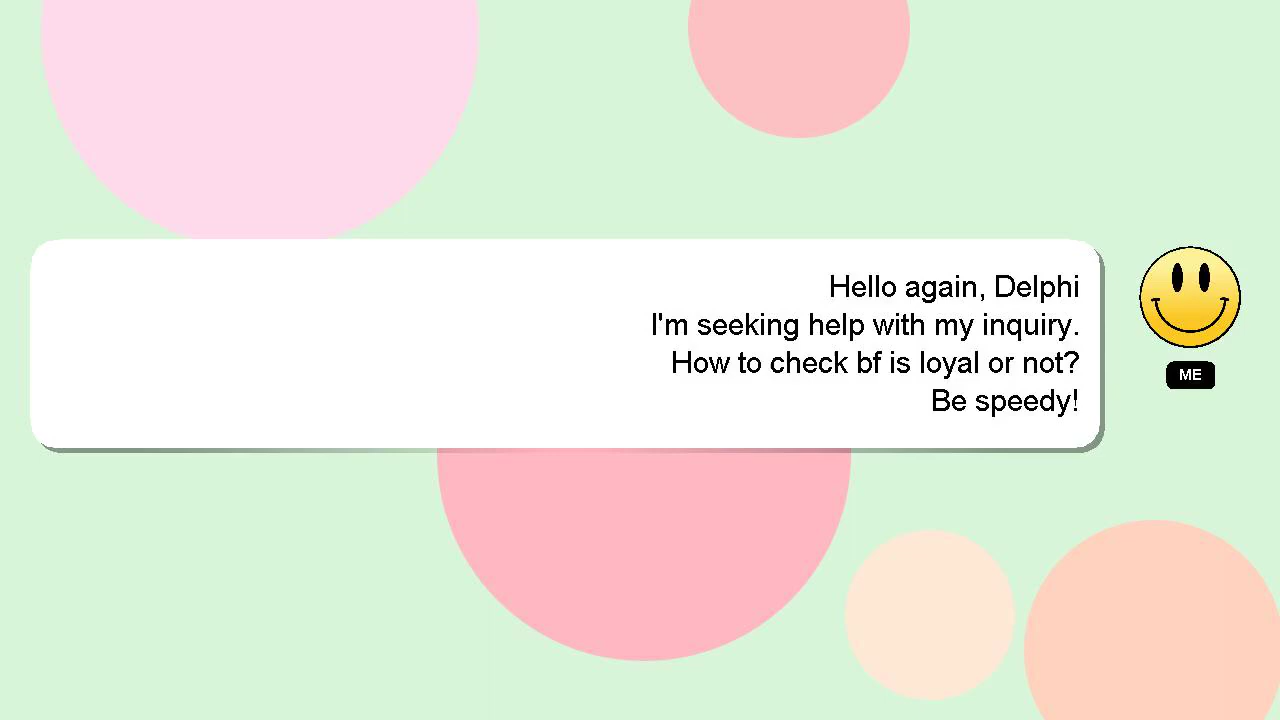 Hello again, Delphi
I'm seeking help with my inquiry.
How to check bf is loyal or not?
Be speedy!
ME